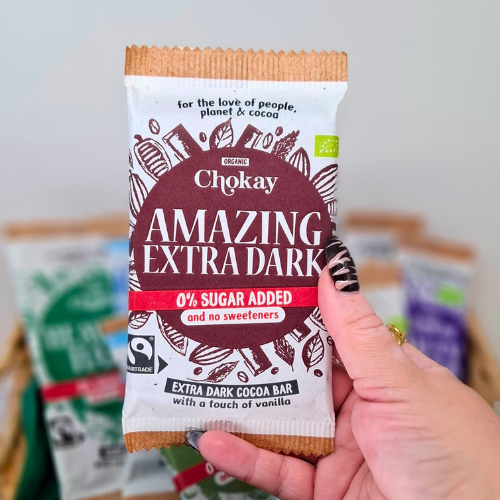 for the love of people,
planet & cocoa
ORGANIC
Chokay
AMAZING
EXTRA DARK
0% SUGAR ADDED
and no sweeteners
FAIRTRADE
EXTRA DARK COCOA BAR
with a touch of vanilla